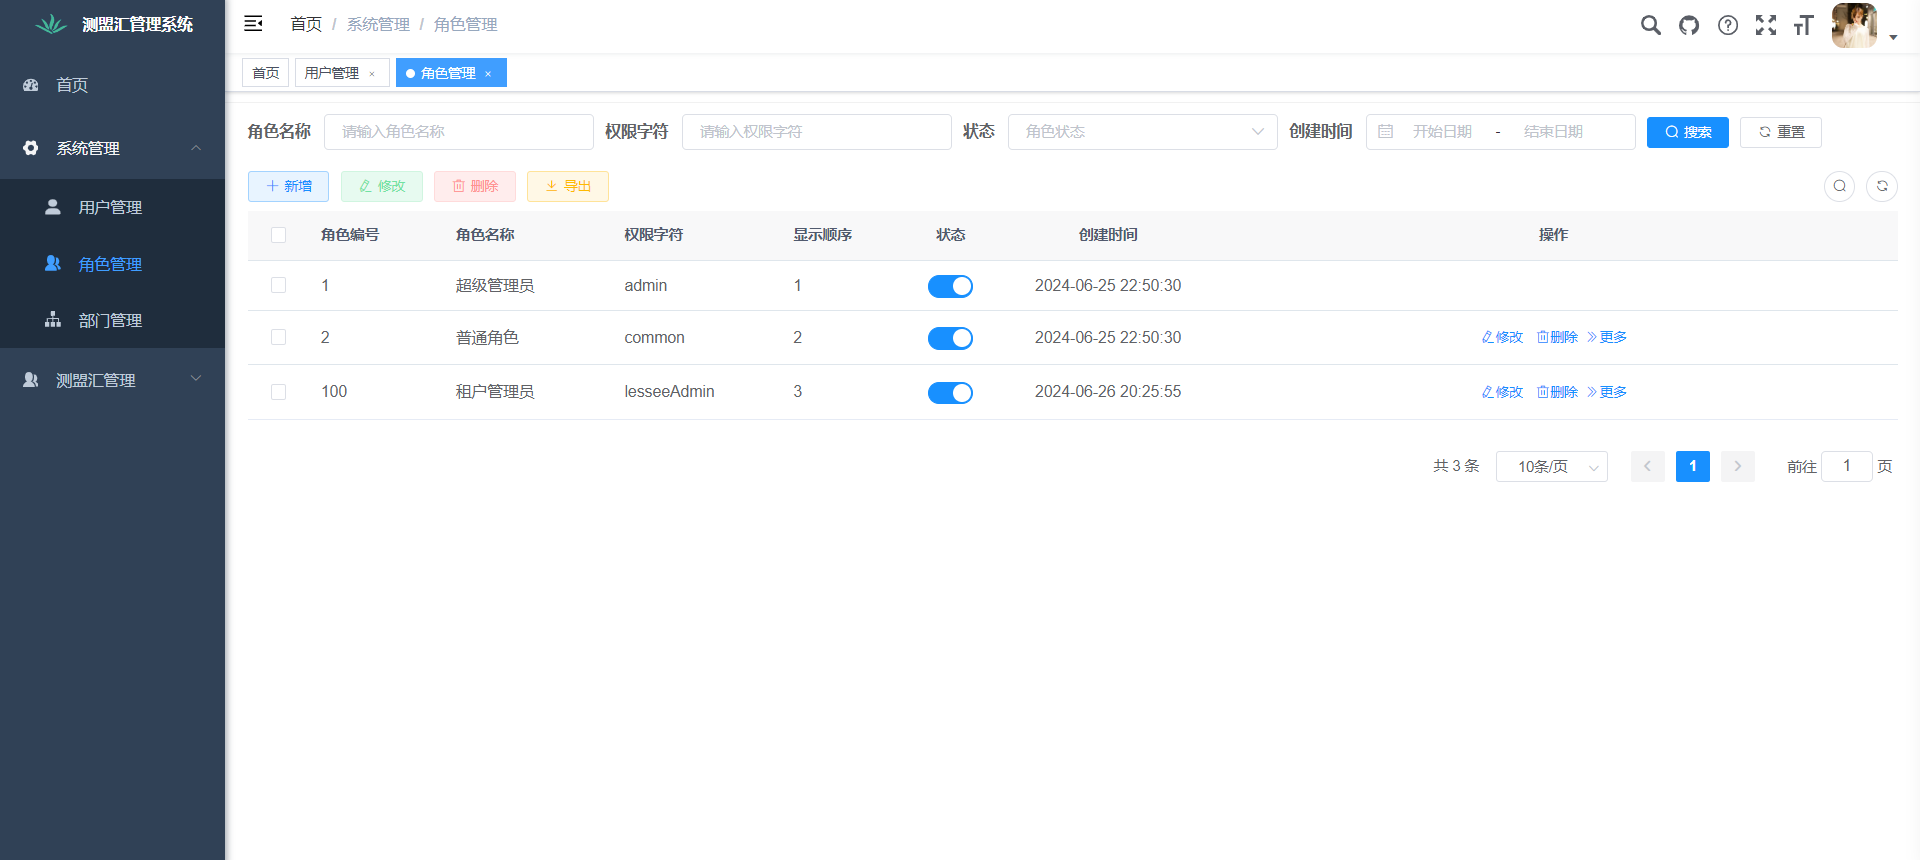 测盟汇管理系统
首页
系统管理
用户管理
角色管理
部门管理
测盟汇管理
首页 / 系统管理 / 角色管理
首页 用户管理 × 角色管理 ×
角色名称 请输入角色名称 权限字符 请输入权限字符 状态 角色状态 创建时间 开始日期 - 结束日期 搜索 重置
新增 修改 删除 导出
角色编号 角色名称 权限字符 显示顺序 状态 创建时间 操作
1 超级管理员 admin 1 2024-06-25 22:50:30
2 普通角色 common 2 2024-06-25 22:50:30 修改 删除 更多
100 租户管理员 lesseeAdmin 3 2024-06-26 20:25:55 修改 删除 更多
共 3 条 10条/页 1 前往 1 页